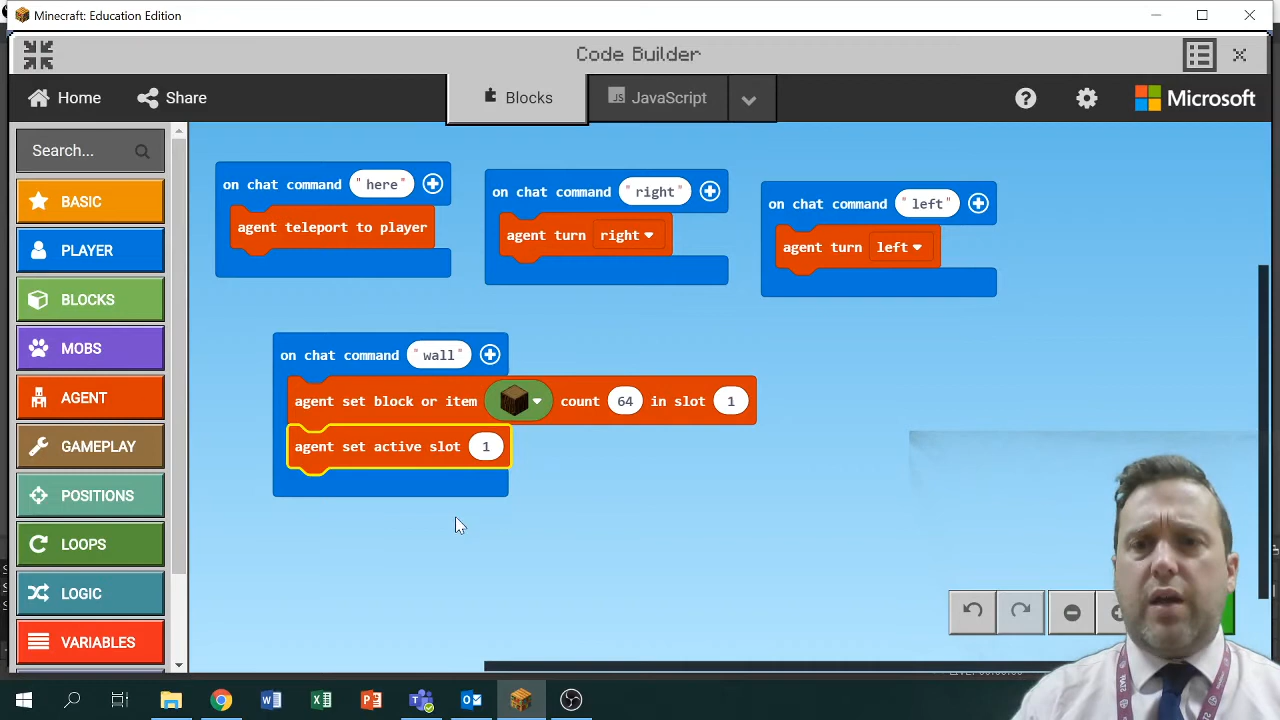 Minecraft: Education Edition
Code Builder
Home
Share
Blocks
JS JavaScript
? Microsoft
Search...
BASIC
PLAYER
BLOCKS
MOBS
AGENT
GAMEPLAY
POSITIONS
LOOPS
LOGIC
VARIABLES
on chat command "here"
agent teleport to player
on chat command "right"
agent turn right
on chat command "left"
agent turn left
on chat command "wall"
agent set block or item count 64 in slot 1
agent set active slot 1